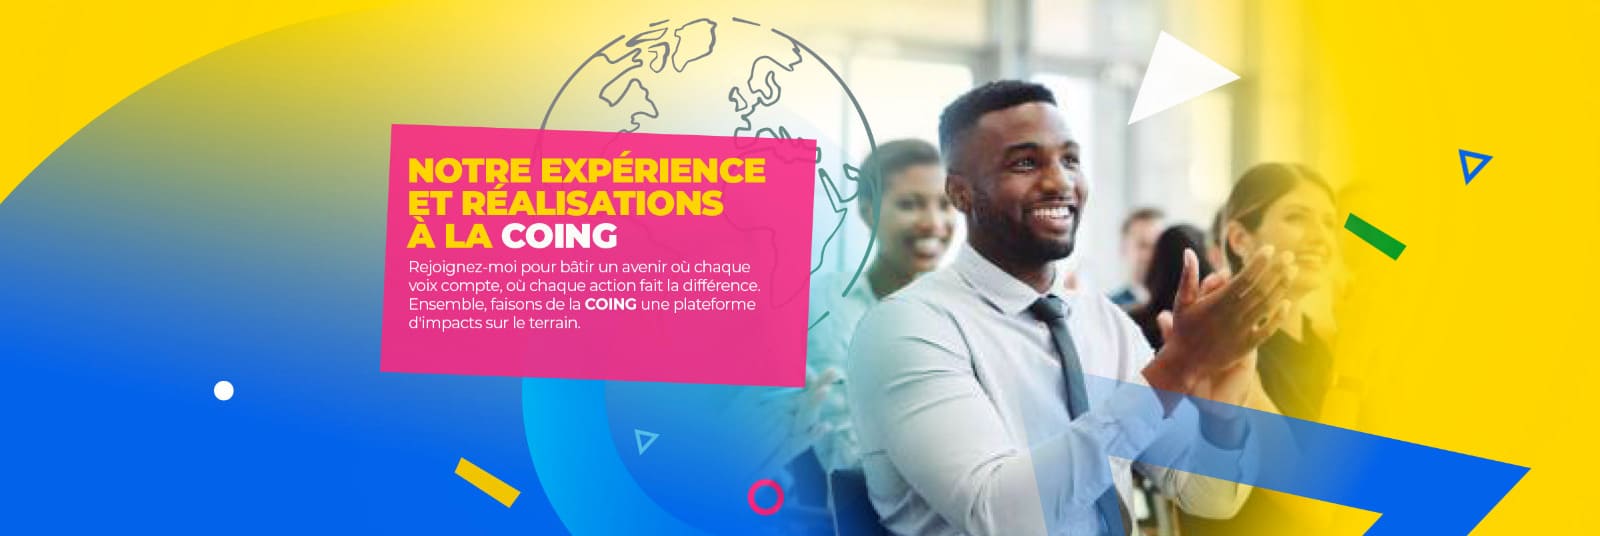 NOTRE EXPÉRIENCE
ET RÉALISATIONS
À LA COING
Rejoignez-moi pour bâtir un avenir où chaque
voix compte, où chaque action fait la différence.
Ensemble, faisons de la COING une plateforme
d'impacts sur le terrain.